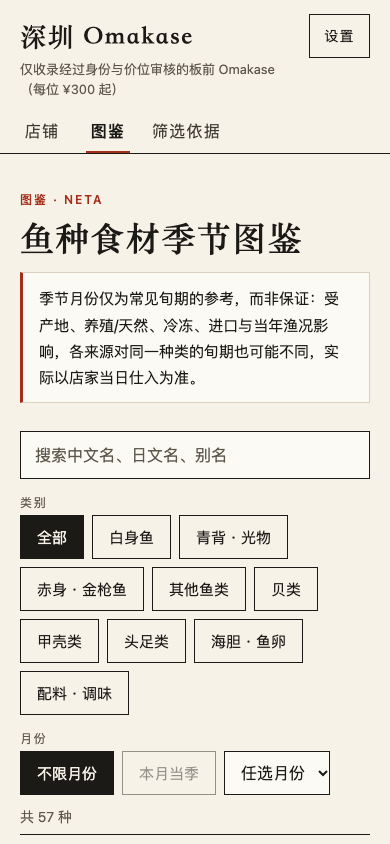 深圳 Omakase
设置
仅收录经过身份与价位审核的板前 Omakase
（每位 ¥300 起）
店铺 图鉴 筛选依据
图鉴 · NETA
鱼种食材季节图鉴
季节月份仅为常见旬期的参考，而非保证：受
产地、养殖/天然、冷冻、进口与当年渔况影
响，各来源对同一种类的旬期也可能不同，实
际以店家当日仕入为准。
搜索中文名、日文名、别名
类别
全部 白身鱼 青背 · 光物
赤身 · 金枪鱼 其他鱼类 贝类
甲壳类 头足类 海胆 · 鱼卵
配料 · 调味
月份
不限月份 本月当季 任选月份
共 57 种